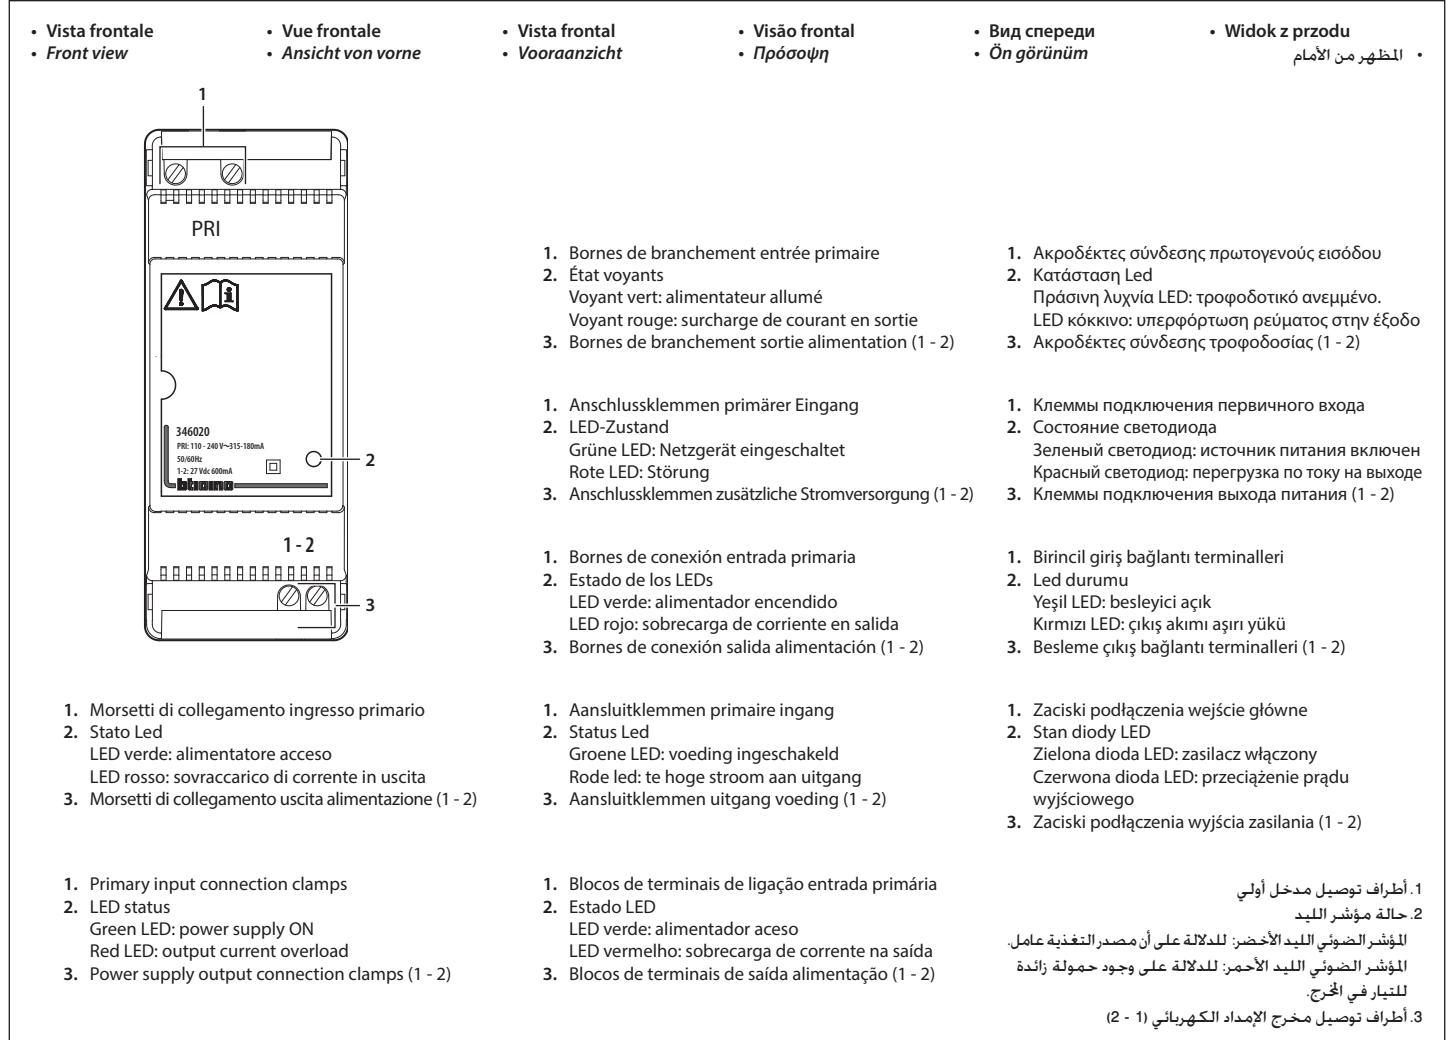 • Vista frontale
• Front view
• Vue frontale
• Ansicht von vorne
• Vista frontal
• Vooraanzicht
• Visão frontal
• Πρόσοψη
• Вид спереди
• Ön görünüm
• Widok z przodu
• المظهر من الأمام
1
PRI
346020
PRI: 110 - 240 V~315-180mA
50/60Hz
1-2: 27 Vdc 600mA
bticino
2
1 - 2
3
1. Morsetti di collegamento ingresso primario
2. Stato Led
LED verde: alimentatore acceso
LED rosso: sovraccarico di corrente in uscita
3. Morsetti di collegamento uscita alimentazione (1 - 2)
1. Primary input connection clamps
2. LED status
Green LED: power supply ON
Red LED: output current overload
3. Power supply output connection clamps (1 - 2)
1. Bornes de branchement entrée primaire
2. État voyants
Voyant vert: alimentateur allumé
Voyant rouge: surcharge de courant en sortie
3. Bornes de branchement sortie alimentation (1 - 2)
1. Anschlussklemmen primärer Eingang
2. LED-Zustand
Grüne LED: Netzgerät eingeschaltet
Rote LED: Störung
3. Anschlussklemmen zusätzliche Stromversorgung (1 - 2)
1. Bornes de conexión entrada primaria
2. Estado de los LEDs
LED verde: alimentador encendido
LED rojo: sobrecarga de corriente en salida
3. Bornes de conexión salida alimentación (1 - 2)
1. Aansluitklemmen primaire ingang
2. Status Led
Groene LED: voeding ingeschakeld
Rode led: te hoge stroom aan uitgang
3. Aansluitklemmen uitgang voeding (1 - 2)
1. Blocos de terminais de ligação entrada primária
2. Estado LED
LED verde: alimentador aceso
LED vermelho: sobrecarga de corrente na saída
3. Blocos de terminais de saída alimentação (1 - 2)
1. Ακροδέκτες σύνδεσης πρωτογενούς εισόδου
2. Κατάσταση Led
Πράσινη λυχνία LED: τροφοδοτικό ανεμμένο.
LED κόκκινο: υπερφόρτωση ρεύματος στην έξοδο
3. Ακροδέκτες σύνδεσης τροφοδοσίας (1 - 2)
1. Клеммы подключения первичного входа
2. Состояние светодиода
Зеленый светодиод: источник питания включен
Красный светодиод: перегрузка по току на выходе
3. Клеммы подключения выхода питания (1 - 2)
1. Birincil giriş bağlantı terminalleri
2. Led durumu
Yeşil LED: besleyici açık
Kırmızı LED: çıkış akımı aşırı yükü
3. Besleme çıkış bağlantı terminalleri (1 - 2)
1. Zaciski podłączenia wejście główne
2. Stan diody LED
Zielona dioda LED: zasilacz włączony
Czerwona dioda LED: przeciążenie prądu
wyjściowego
3. Zaciski podłączenia wyjścia zasilania (1 - 2)
1. أطراف توصيل مدخل أولي
2. حالة مؤشر الليد
المؤشر الضوئي الليد الأخضر: للدلالة على أن مصدر التغذية عامل.
المؤشر الضوئي الليد الأحمر: للدلالة على وجود حمولة زائدة
للتيار في الخرج.
3. أطراف توصيل مخرج الإمداد الكهربائي (1 - 2)